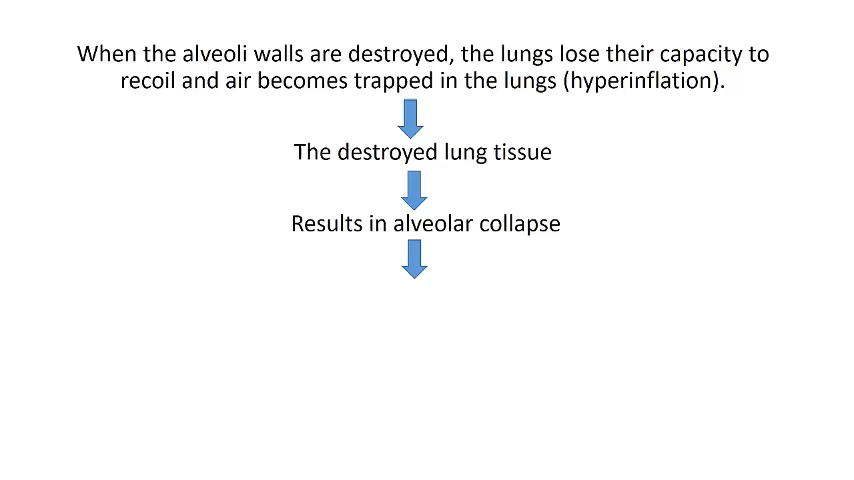 When the alveoli walls are destroyed, the lungs lose their capacity to
recoil and air becomes trapped in the lungs (hyperinflation).
The destroyed lung tissue
Results in alveolar collapse